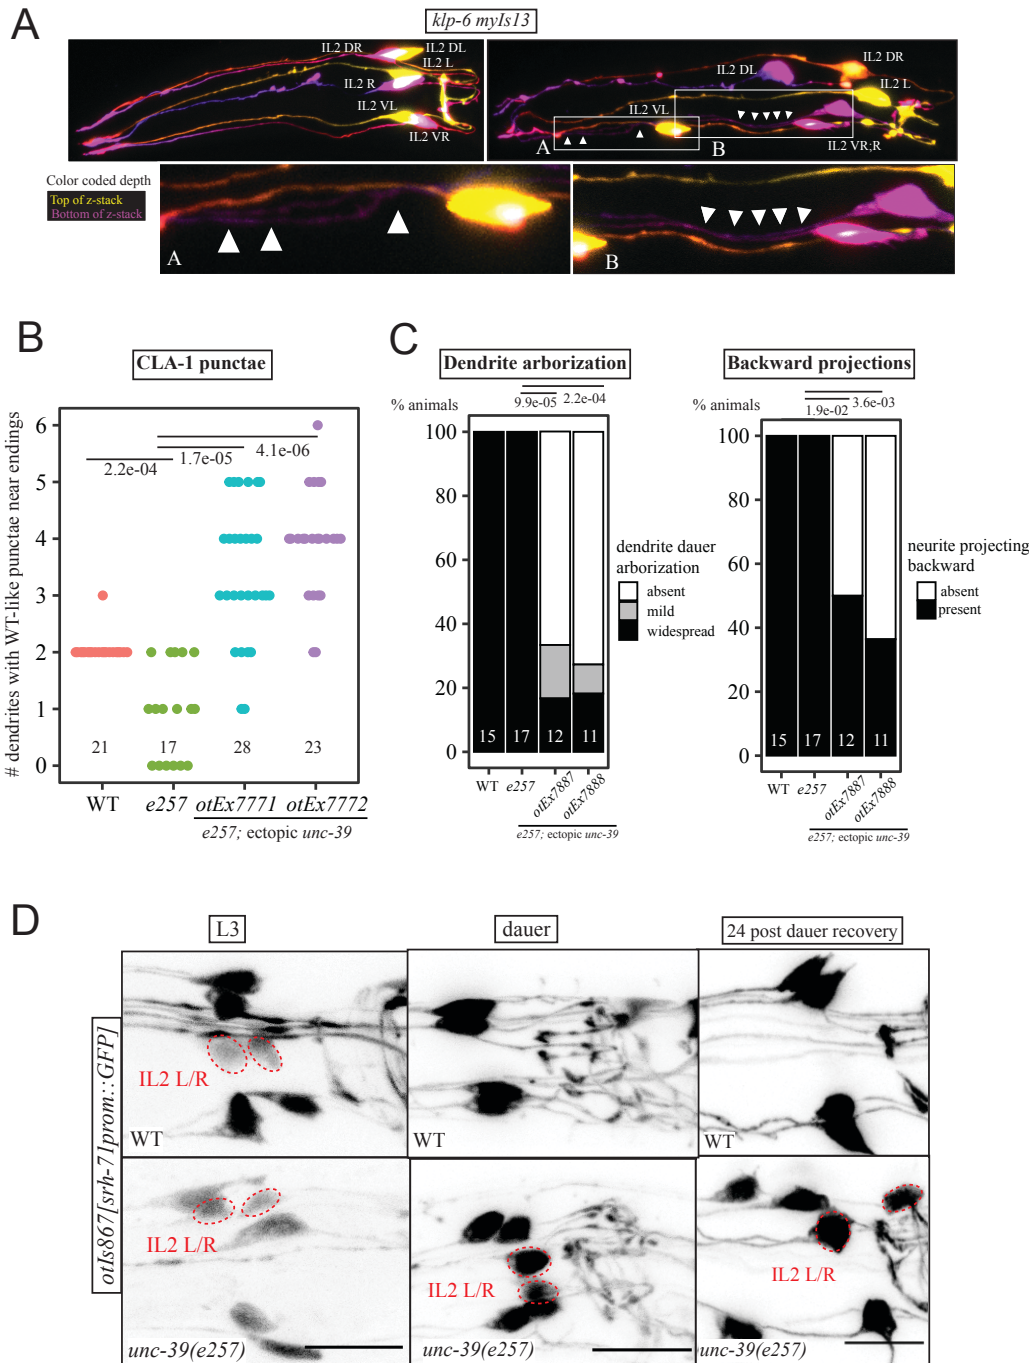 A
klp-6 myIs13
IL2 DR
IL2 DL
IL2 L
IL2 R
IL2 VL
IL2 VR
IL2 DL
IL2 DR
IL2 L
IL2 VL
A
B
IL2 VR;R
Color coded depth
Top of z-stack
Bottom of z-stack
A
B
B
CLA-1 punctae
# dendrites with WT-like punctae near endings
6
5
4
3
2
1
0
2.2e-04
1.7e-05
4.1e-06
21
17
28
23
WT
e257
otEx7771
otEx7772
e257; ectopic unc-39
C
Dendrite arborization
% animals
9.9e-05
2.2e-04
100
80
60
40
20
0
15
17
12
11
WT
e257
otEx7887
otEx7888
e257; ectopic unc-39
dendrite dauer
arborization
absent
mild
widespread
Backward projections
% animals
1.9e-02
3.6e-03
100
80
60
40
20
0
15
17
12
11
WT
e257
otEx7887
otEx7888
e257; ectopic unc-39
neurite projecting
backward
absent
present
D
L3
dauer
24 post dauer recovery
otIs867[srh-71prom::GFP]
IL2 L/R
WT
WT
WT
IL2 L/R
unc-39(e257)
IL2 L/R
unc-39(e257)
IL2 L/R
unc-39(e257)